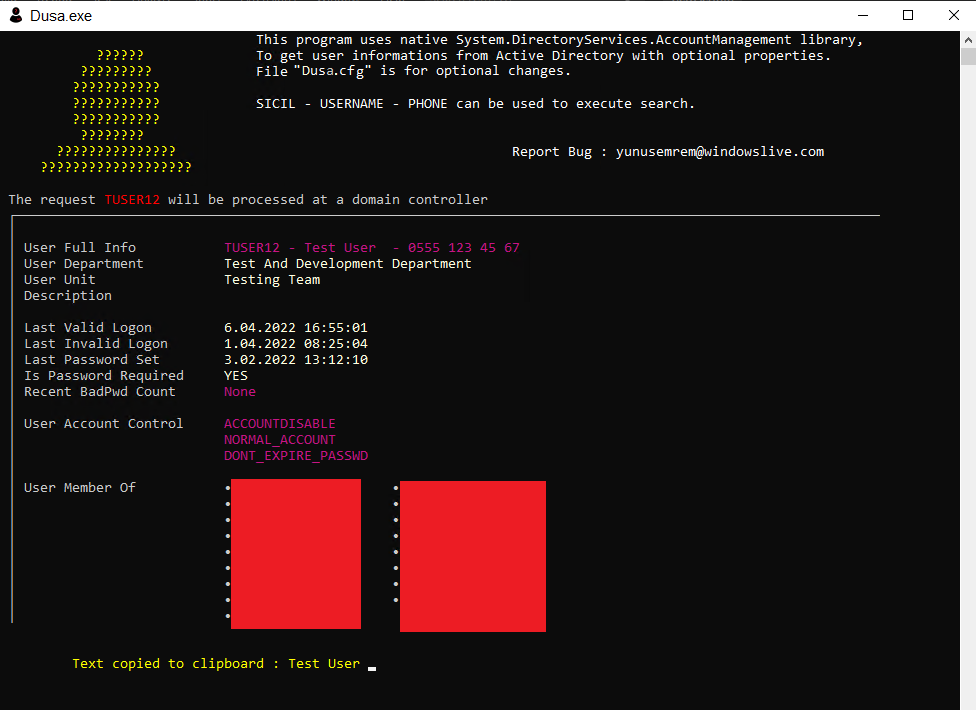 Dusa.exe
This program uses native System.DirectoryServices.AccountManagement library,
??????
To get user informations from Active Directory with optional properties.
?????????
File "Dusa.cfg" is for optional changes.
???????????
???????????
SICIL - USERNAME - PHONE can be used to execute search.
???????????
????????
???????????????
Report Bug : yunusemrem@windowslive.com
???????????????????
The request TUSER12 will be processed at a domain controller
User Full Info TUSER12 - Test User  - 0555 123 45 67
User Department Test And Development Department
User Unit Testing Team
Description
Last Valid Logon 6.04.2022 16:55:01
Last Invalid Logon 1.04.2022 08:25:04
Last Password Set 3.02.2022 13:12:10
Is Password Required YES
Recent BadPwd Count None
User Account Control ACCOUNTDISABLE
NORMAL_ACCOUNT
DONT_EXPIRE_PASSWD
User Member Of
Text copied to clipboard : Test User